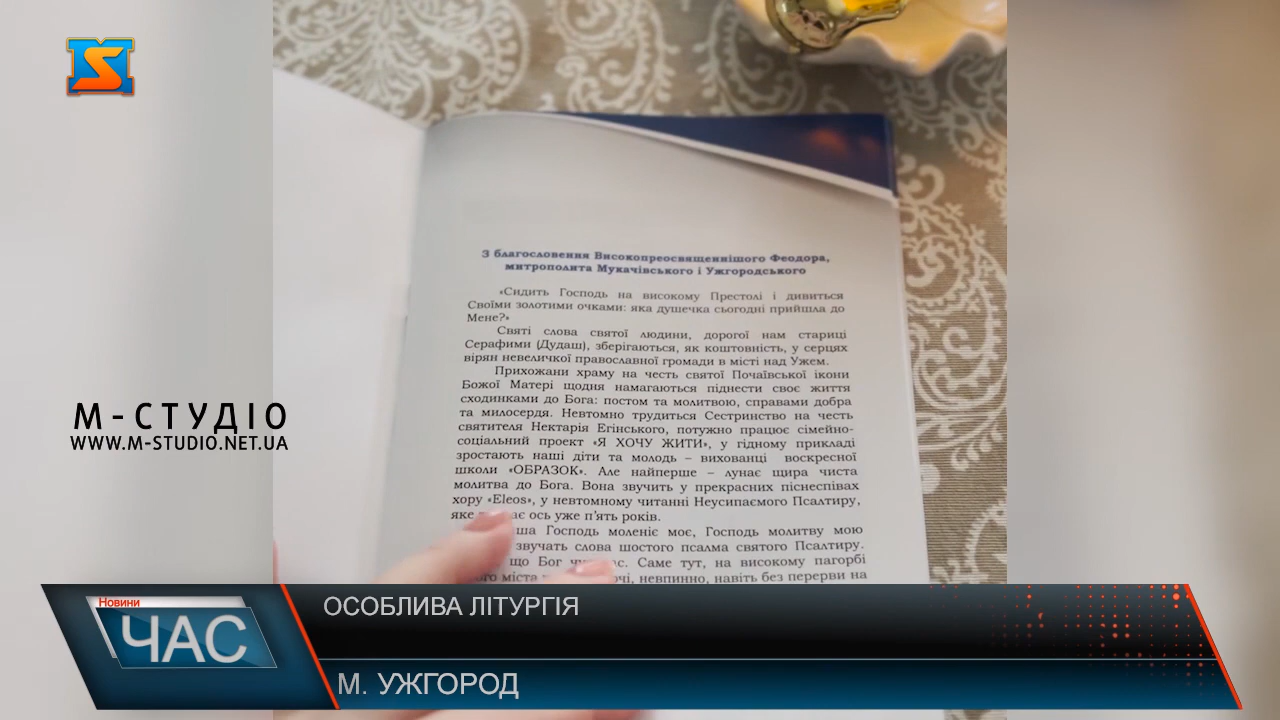 З благословення Високопреосвященнішого Феодора,
митрополита Мукачівського і Ужгородського
«Сидить Господь на високому Престолі і дивиться
Своїми золотими очками: яка душечка сьогодні прийшла до
Мене?»
Святі слова святої людини, дорогої нам стариці
Серафими (Дудаш), зберігаються, як коштовність, у серцях
вірян невеличкої православної громади в місті над Ужем.
Прихожани храму на честь святої Почаївської ікони
Божої Матері щодня намагаються піднести своє життя
сходинками до Бога: постом та молитвою, справами добра
та милосердя. Невтомно трудиться Сестринство на честь
святителя Нектарія Егінського, потужно працює сімейно-
соціальний проект «Я ХОЧУ ЖИТИ», у гідному прикладі
зростають наші діти та молодь – вихованці воскресної
школи «ОБРАЗОК». Але найперше – лунає щира чиста
молитва до Бога. Вона звучить у прекрасних піснеспівах
хору «Eleos», у невтомному читанні Неусипаємого Псалтиру,
яке ось уже п'ять років.
Господь моленіє моє, Господь молитву мою
звучать слова шостого псалма святого Псалтиру.
що Бог Саме тут, на високому пагорбі
міста невпинно, навіть без перерви на
М-СТУДІО
WWW.M-STUDIO.NET.UA
Новини
ЧАС
ОСОБЛИВА ЛІТУРГІЯ
М. УЖГОРОД